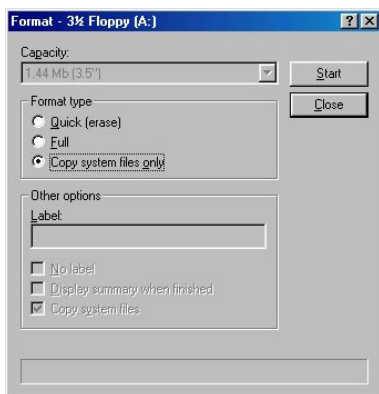 Format - 3½ Floppy (A:)
Capacity:
1.44 Mb (3.5")
Start
Format type
Close
Quick (erase)
Full
Copy system files only
Other options
Label:
No label
Display summary when finished
Copy system files